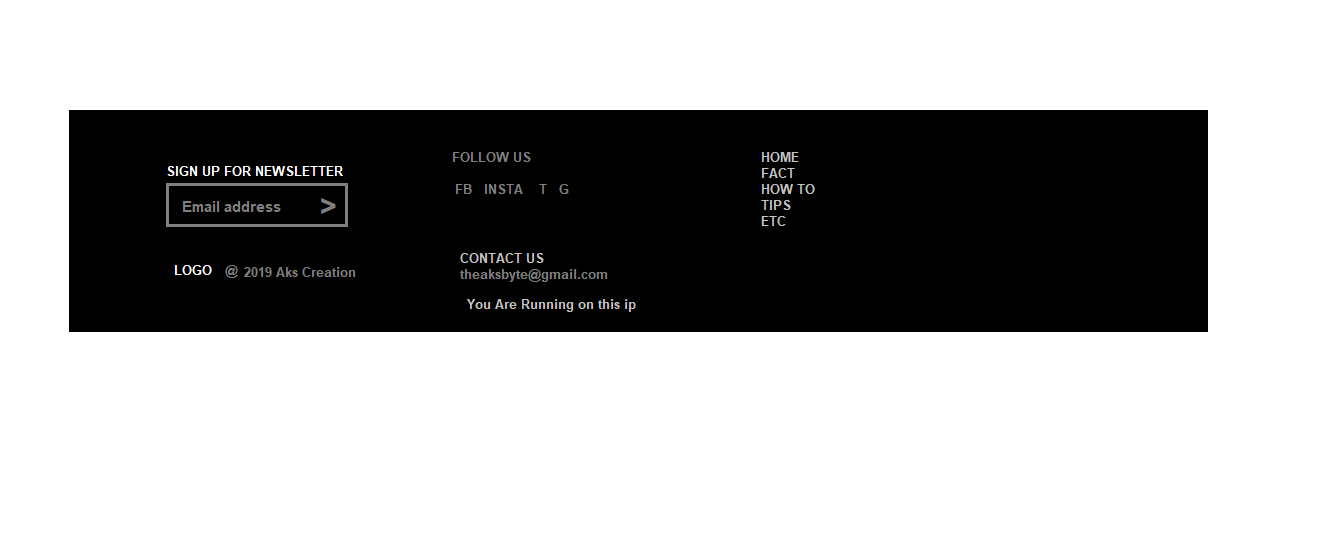 SIGN UP FOR NEWSLETTER
Email address >
LOGO @ 2019 Aks Creation
FOLLOW US
FB INSTA T G
CONTACT US
theaksbyte@gmail.com
You Are Running on this ip
HOME
FACT
HOW TO
TIPS
ETC